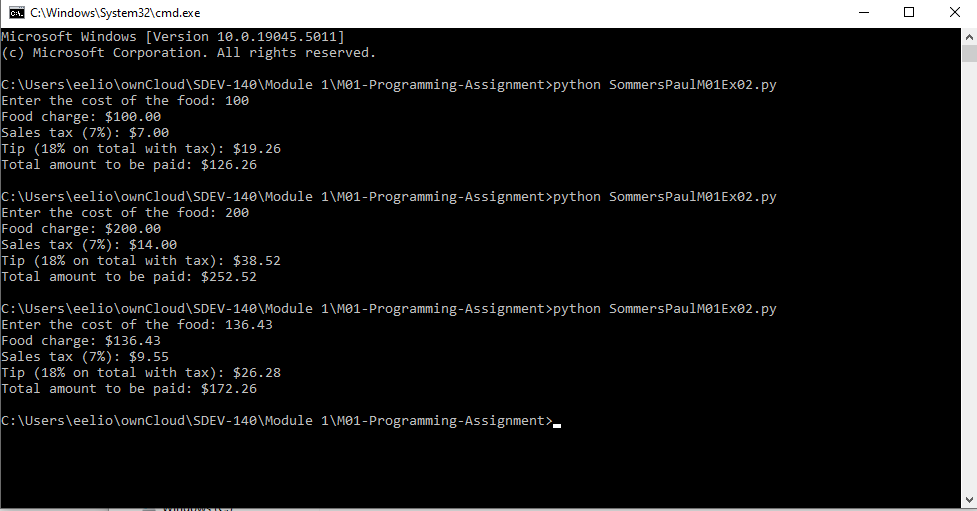 C:\Windows\System32\cmd.exe
Microsoft Windows [Version 10.0.19045.5011]
(c) Microsoft Corporation. All rights reserved.
C:\Users\eelio\ownCloud\SDEV-140\Module 1\M01-Programming-Assignment>python SommersPaulM01Ex02.py
Enter the cost of the food: 100
Food charge: $100.00
Sales tax (7%): $7.00
Tip (18% on total with tax): $19.26
Total amount to be paid: $126.26
C:\Users\eelio\ownCloud\SDEV-140\Module 1\M01-Programming-Assignment>python SommersPaulM01Ex02.py
Enter the cost of the food: 200
Food charge: $200.00
Sales tax (7%): $14.00
Tip (18% on total with tax): $38.52
Total amount to be paid: $252.52
C:\Users\eelio\ownCloud\SDEV-140\Module 1\M01-Programming-Assignment>python SommersPaulM01Ex02.py
Enter the cost of the food: 136.43
Food charge: $136.43
Sales tax (7%): $9.55
Tip (18% on total with tax): $26.28
Total amount to be paid: $172.26
C:\Users\eelio\ownCloud\SDEV-140\Module 1\M01-Programming-Assignment>